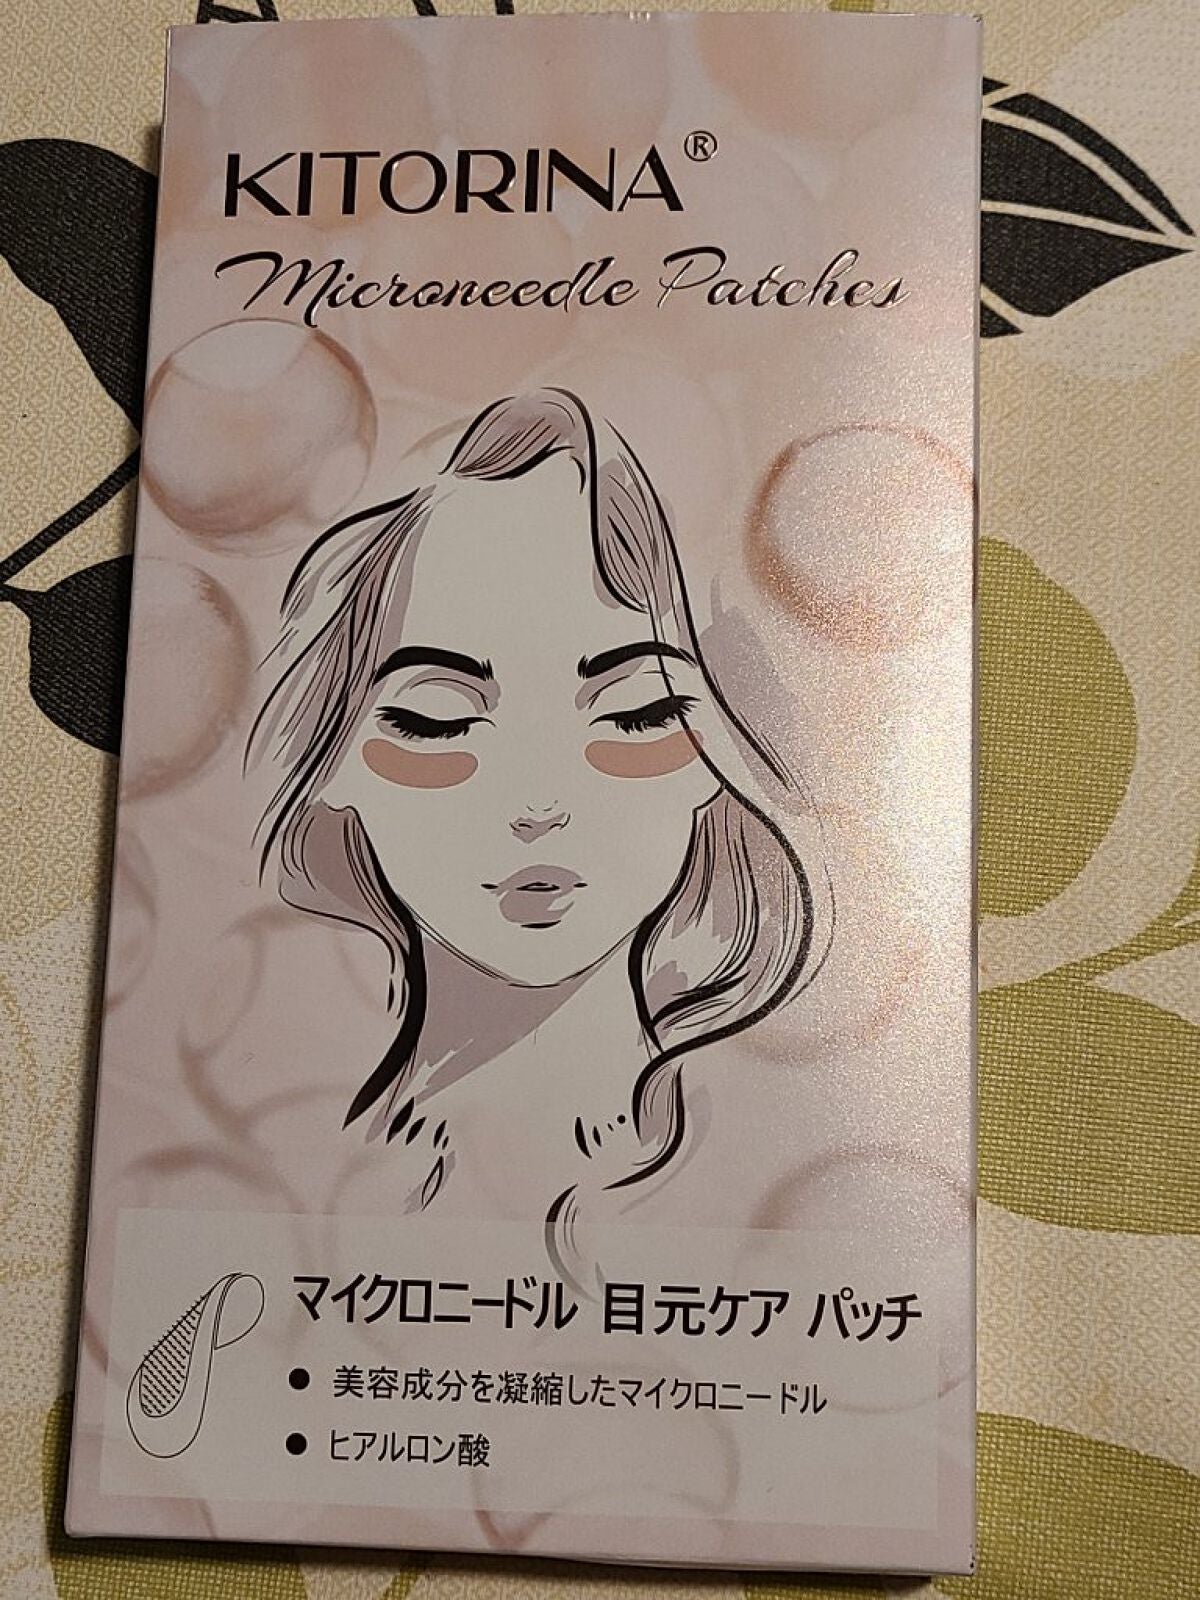 KITORINA®
Microneedle Patches
マイクロニードル 目元ケア パッチ
● 美容成分を凝縮したマイクロニードル
● ヒアルロン酸